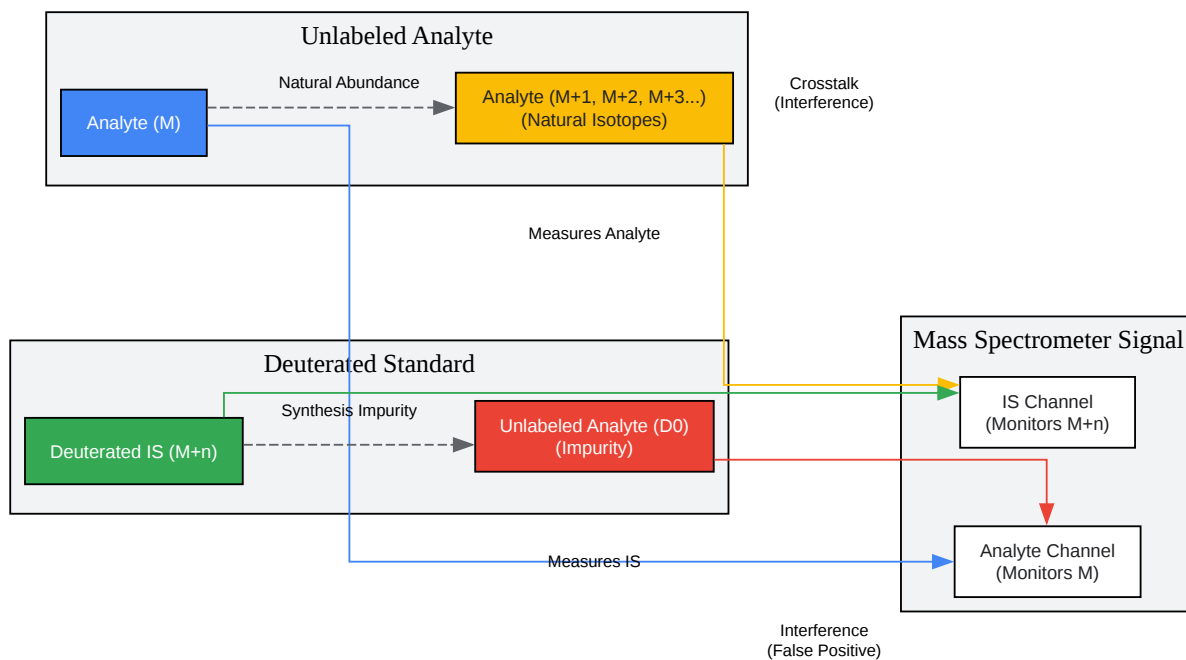 Unlabeled Analyte
Natural Abundance
Analyte (M)
Analyte (M+1, M+2, M+3...)
(Natural Isotopes)
Crosstalk
(Interference)
Measures Analyte
Deuterated Standard
Synthesis Impurity
Deuterated IS (M+n)
Unlabeled Analyte (D0)
(Impurity)
Mass Spectrometer Signal
IS Channel
(Monitors M+n)
Analyte Channel
(Monitors M)
Measures IS
Interference
(False Positive)